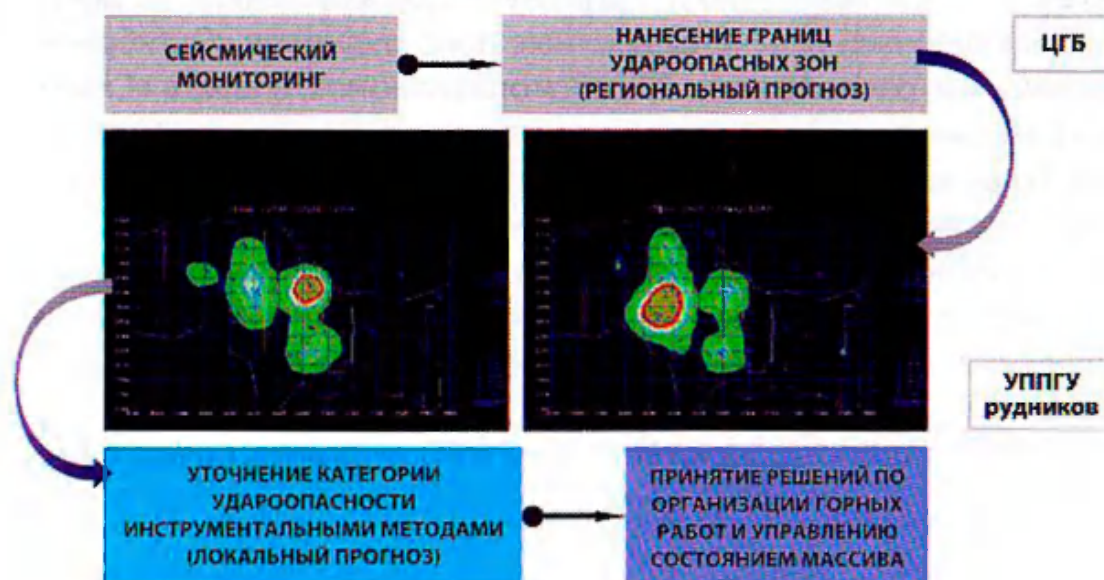 СЕЙСМИЧЕСКИЙ
МОНИТОРИНГ
НАНЕСЕНИЕ ГРАНИЦ
УДАРООПАСНЫХ ЗОН
(РЕГИОНАЛЬНЫЙ ПРОГНОЗ)
ЦГБ
УППГУ
рудников
УТОЧНЕНИЕ КАТЕГОРИИ
УДАРООПАСНОСТИ
ИНСТРУМЕНТАЛЬНЫМИ МЕТОДАМИ
(ЛОКАЛЬНЫЙ ПРОГНОЗ)
ПРИНЯТИЕ РЕШЕНИЙ ПО
ОРГАНИЗАЦИИ ГОРНЫХ
РАБОТ И УПРАВЛЕНИЮ
СОСТОЯНИЕМ МАССИВА